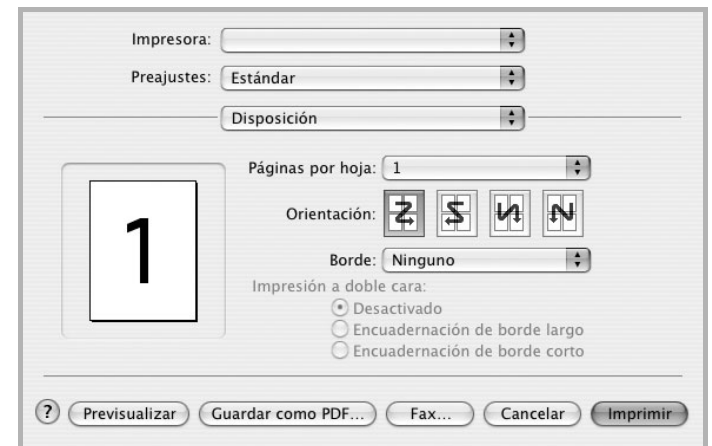 Impresora:
Preajustes: Estándar
Disposición
Páginas por hoja: 1
Orientación:
1
Borde: Ninguno
Impresión a doble cara:
Desactivado
Encuadernación de borde largo
Encuadernación de borde corto
? Previsualizar Guardar como PDF... Fax... Cancelar Imprimir